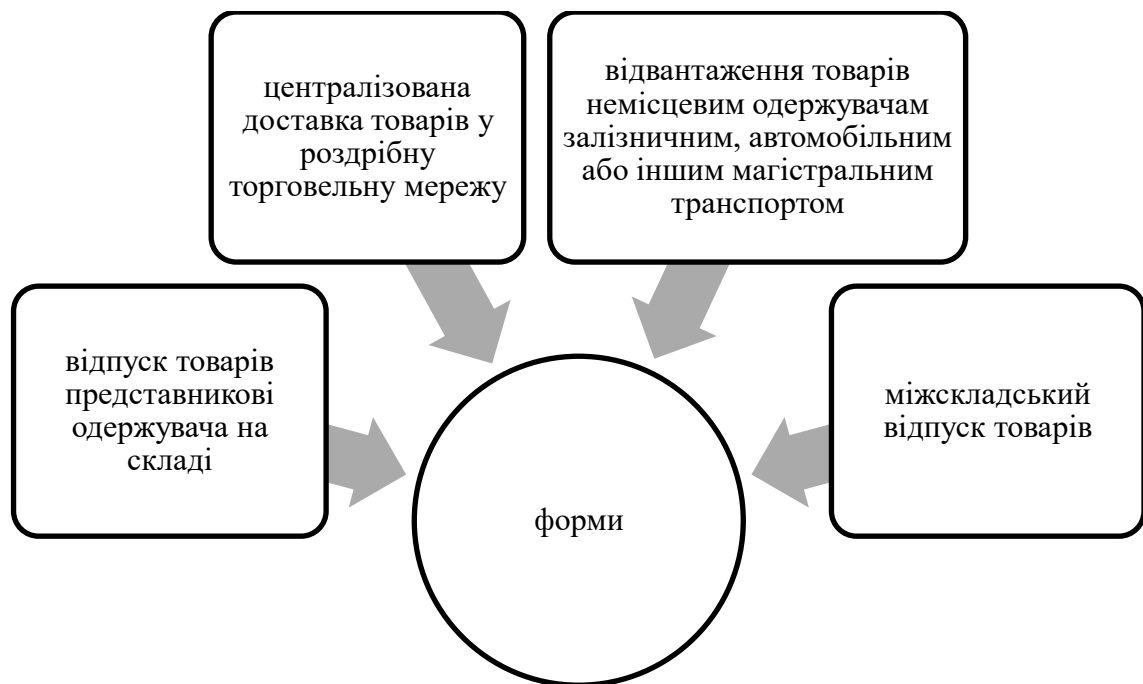 централізована
доставка товарів у
роздрібну
торговельну мережу
відвантаження товарів
немісцевим одержувачам
залізничним, автомобільним
або іншим магістральним
транспортом
відпуск товарів
представникові
одержувача на
складі
міжскладський
відпуск товарів
форми